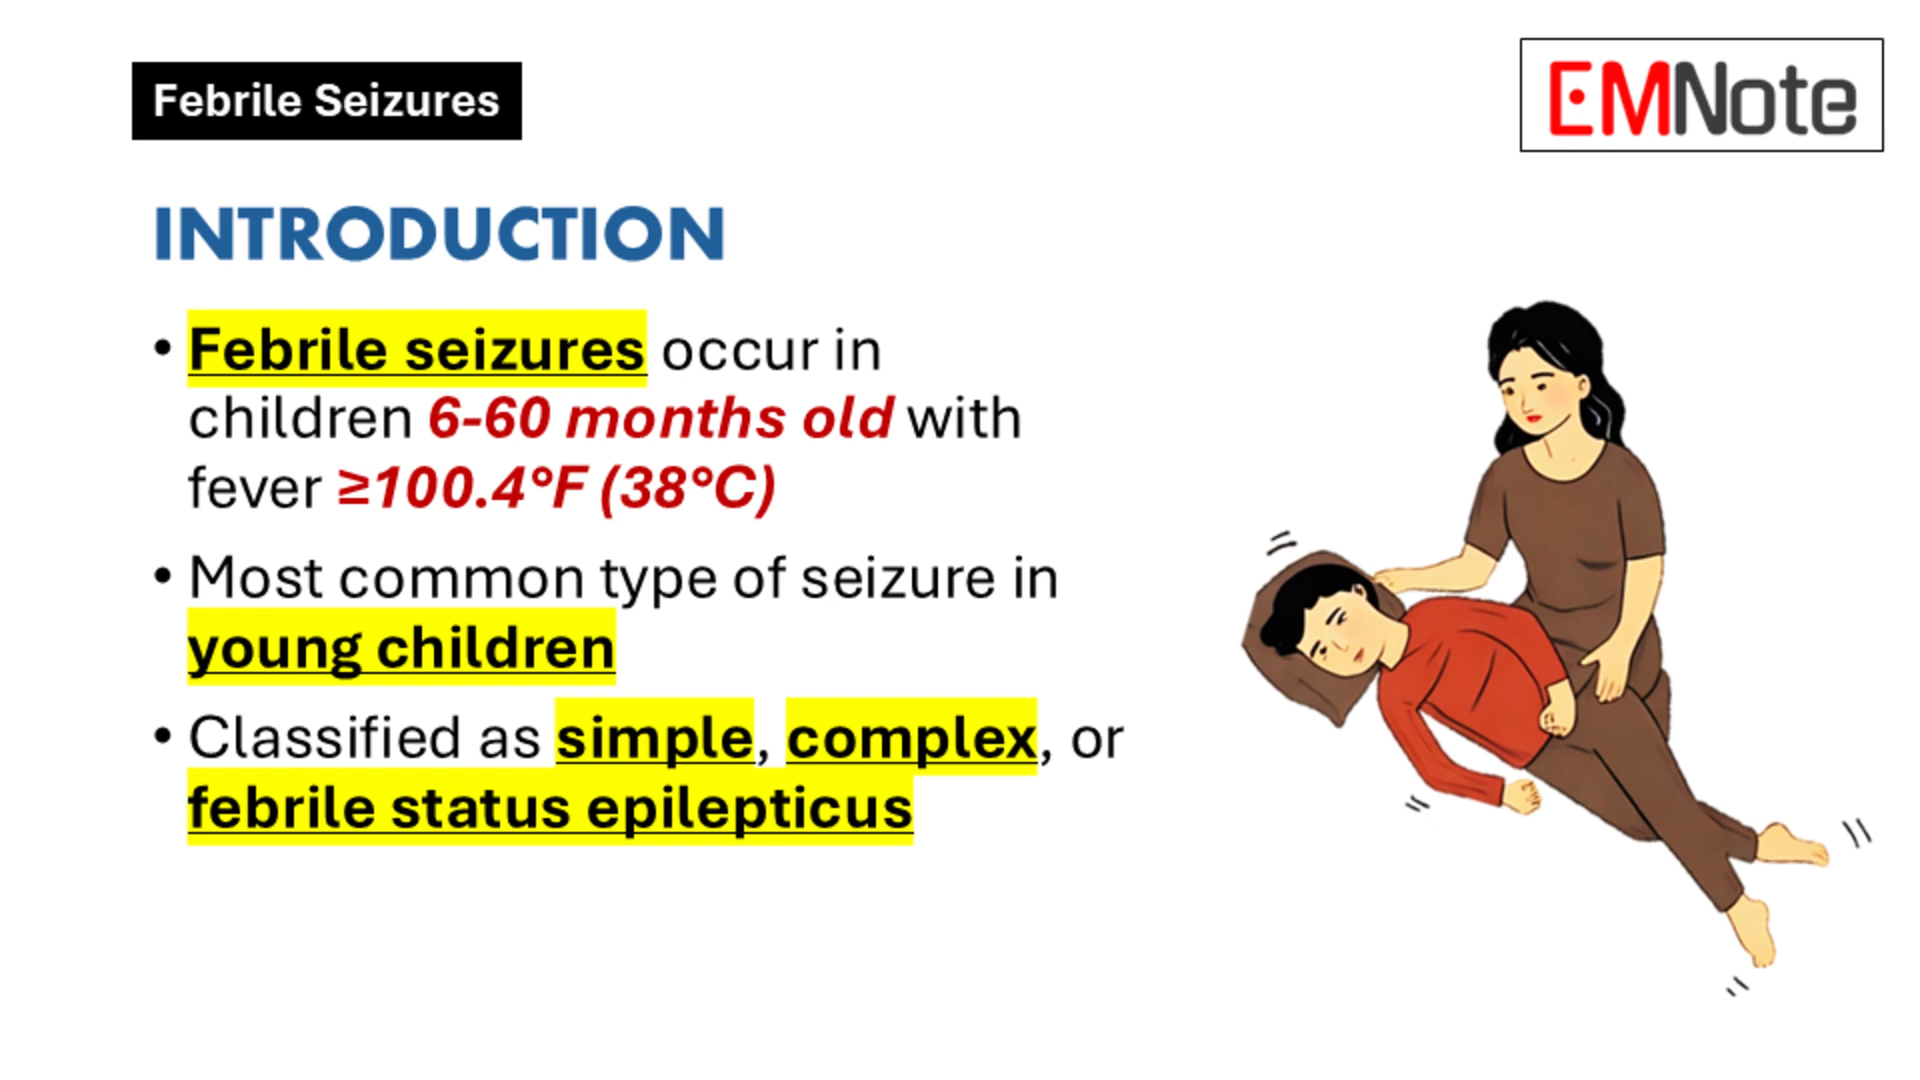 Febrile Seizures
EMNote
INTRODUCTION
• Febrile seizures occur in
children 6-60 months old with
fever ≥100.4°F (38°C)
• Most common type of seizure in
young children
• Classified as simple, complex, or
febrile status epilepticus